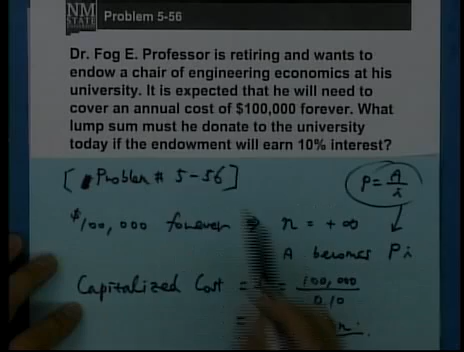 NM
STATE
Problem 5-56
Dr. Fog E. Professor is retiring and wants to
endow a chair of engineering economics at his
university. It is expected that he will need to
cover an annual cost of $100,000 forever. What
lump sum must he donate to the university
today if the endowment will earn 10% interest?
[ Problem # 5-56 ]
P = A/i
$100,000 forever ⇒ n = +∞
A becomes Pi
Capitalized Cost = = 100,000
0.10
=